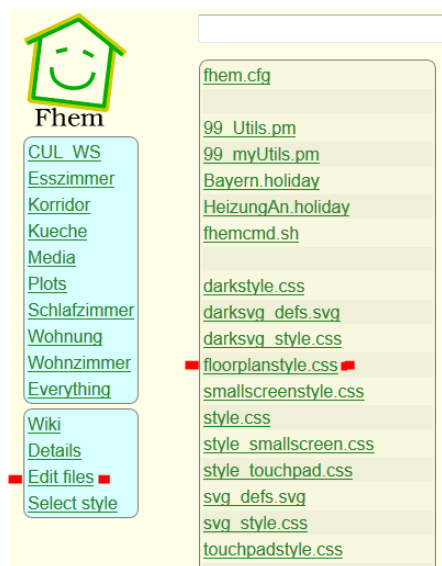 Fhem
CUL_WS
Esszimmer
Korridor
Kueche
Media
Plots
Schlafzimmer
Wohnung
Wohnzimmer
Everything
Wiki
Details
Edit files
Select style
fhem.cfg
99_Utils.pm
99_myUtils.pm
Bayern.holiday
HeizungAn.holiday
fhemcmd.sh
darkstyle.css
darksvg_defs.svg
darksvg_style.css
floorplanstyle.css
smallscreenstyle.css
style.css
style_smallscreen.css
style_touchpad.css
svg_defs.svg
svg_style.css
touchpadstyle.css